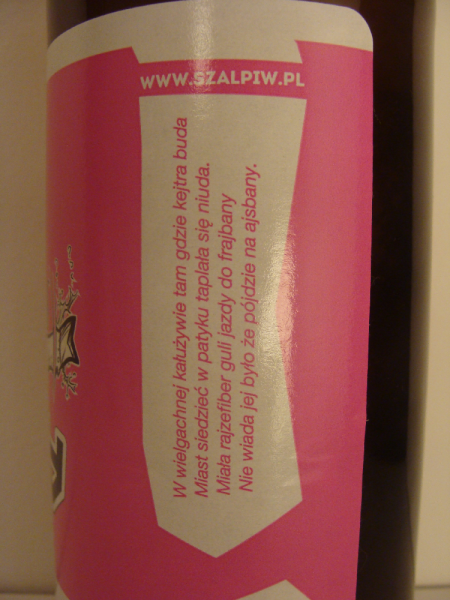 WWW.SZALPIW.PL
W wielgachnej kałużywie tam gdzie kejtra buda
Miast siedzieć w patyku taplała się niuda.
Miała rajzefiber guli jazdy do frajbany
Nie wiada jej było że pójdzie na ajsbany.